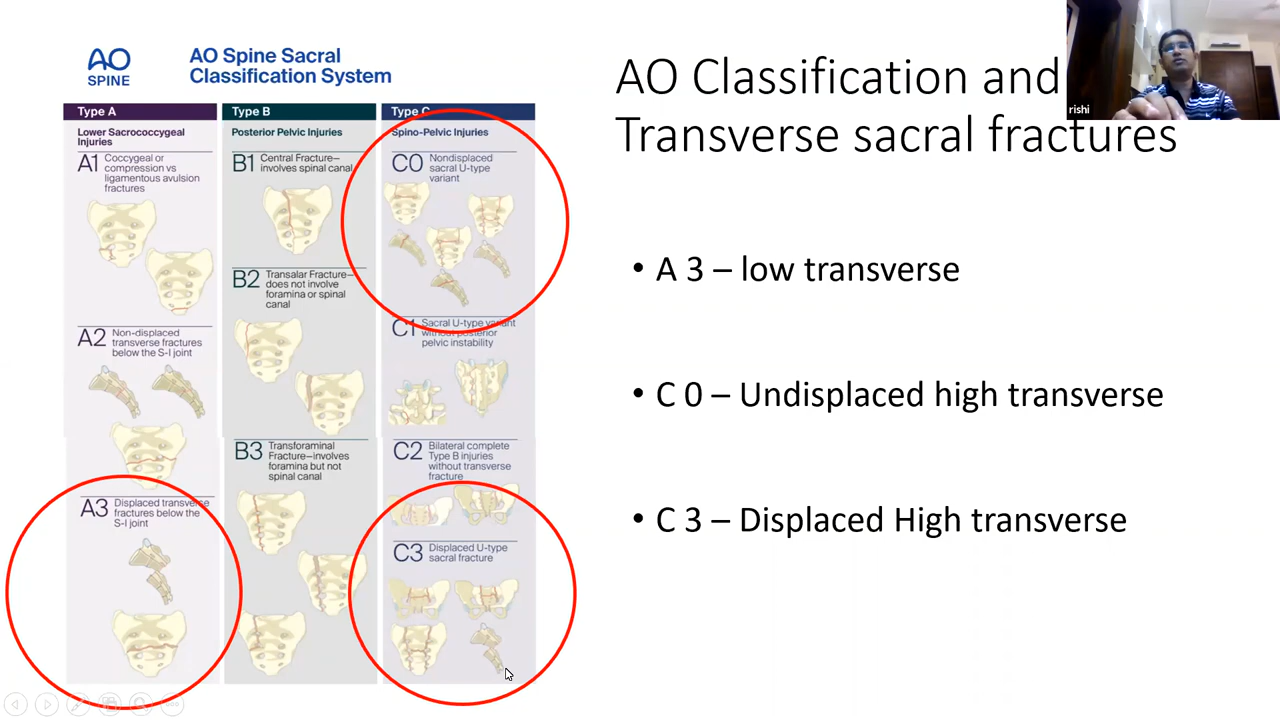 AO
SPINE
AO Spine Sacral
Classification System
Type A
Lower Sacrococcygeal
Injuries
A1 Coccygeal or
compression vs
ligamentous avulsion
fractures
A2 Non-displaced
transverse fractures
below the S-I joint
A3 Displaced transverse
fractures below the
S-I joint
Type B
Posterior Pelvic Injuries
B1 Central Fracture—
involves spinal canal
B2 Transalar Fracture—
does not involve
foramina or spinal
canal
B3 Transforaminal
Fracture—involves
foramina but not
spinal canal
Type C
Spino-Pelvic Injuries
C0 Nondisplaced
sacral U-type
variant
C1 Sacral U-type variant
without posterior
pelvic instability
C2 Bilateral complete
Type B injuries
without transverse
fracture
C3 Displaced U-type
sacral fracture
AO Classification and
Transverse sacral fractures
• A 3 – low transverse
• C 0 – Undisplaced high transverse
• C 3 – Displaced High transverse
rishi